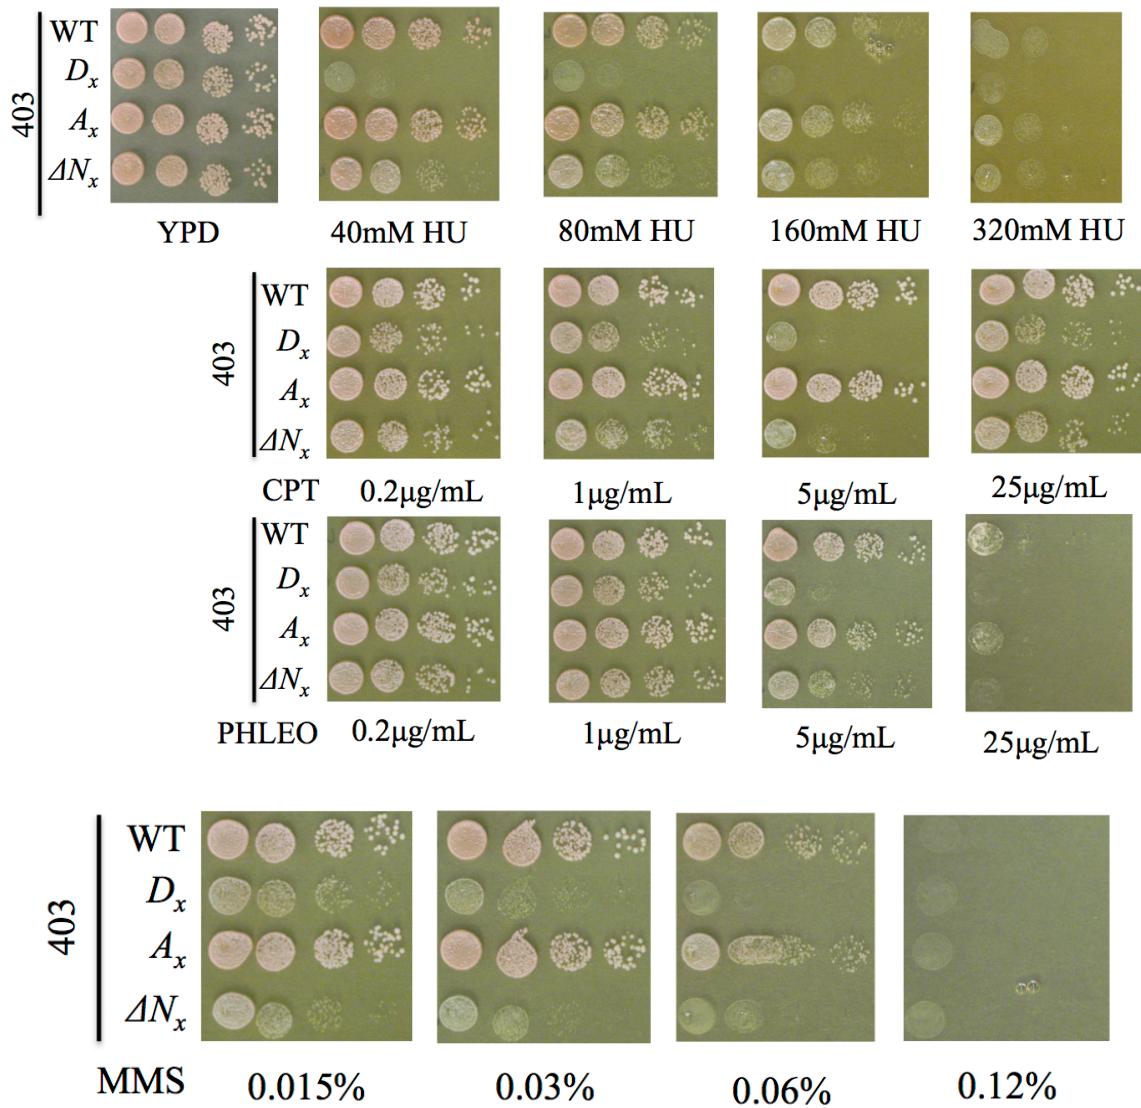 403
WT
Dx
Ax
ΔNx
YPD
40mM HU
80mM HU
160mM HU
320mM HU
403
WT
Dx
Ax
ΔNx
CPT
0.2μg/mL
1μg/mL
5μg/mL
25μg/mL
403
WT
Dx
Ax
ΔNx
PHLEO
0.2μg/mL
1μg/mL
5μg/mL
25μg/mL
403
WT
Dx
Ax
ΔNx
MMS
0.015%
0.03%
0.06%
0.12%